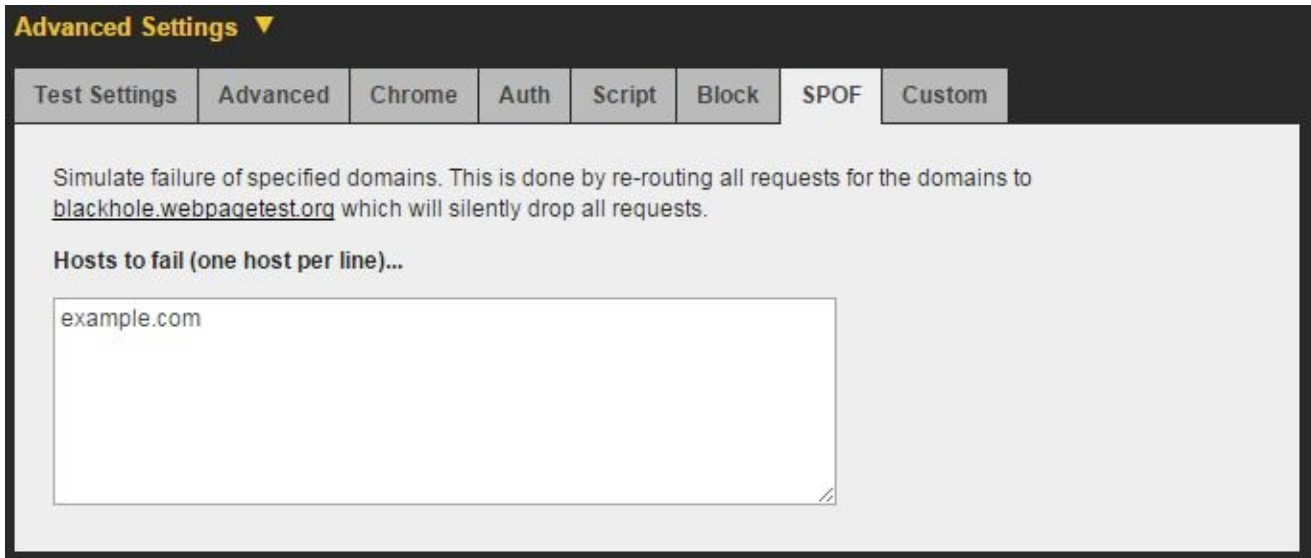 Advanced Settings ▼
Test Settings Advanced Chrome Auth Script Block SPOF Custom
Simulate failure of specified domains. This is done by re-routing all requests for the domains to
blackhole.webpagetest.org which will silently drop all requests.
Hosts to fail (one host per line)...
example.com